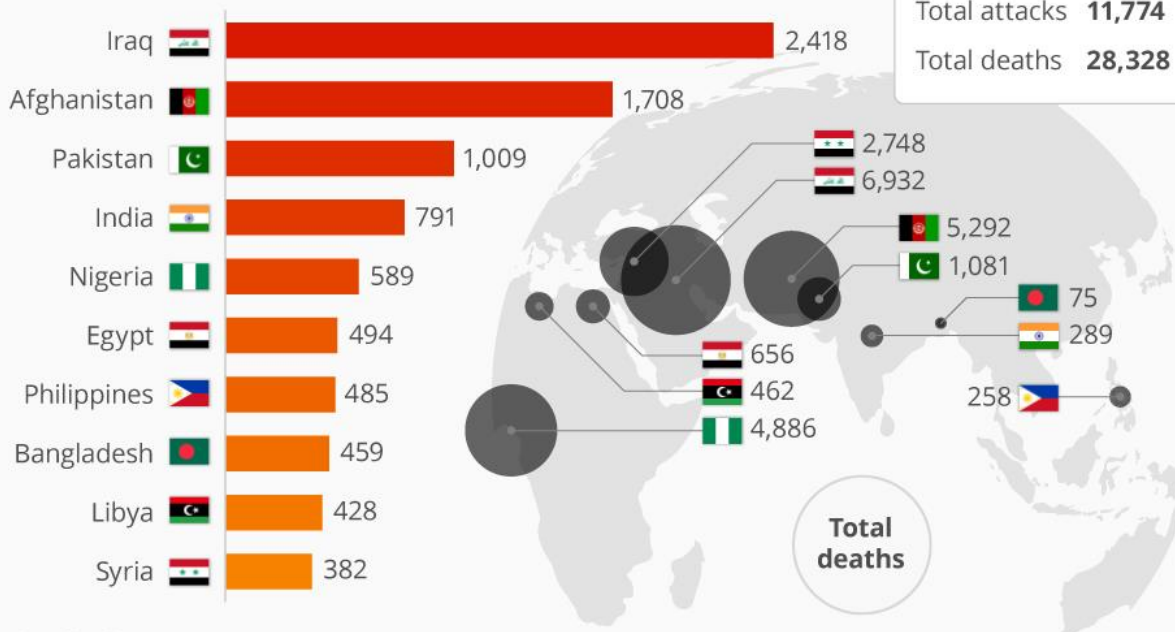 Total attacks 11,774
Total deaths 28,328
Iraq 2,418
Afghanistan 1,708
Pakistan 1,009
India 791
Nigeria 589
Egypt 494
Philippines 485
Bangladesh 459
Libya 428
Syria 382
2,748
6,932
5,292
1,081
75
289
656
462
4,886
258
Total
deaths